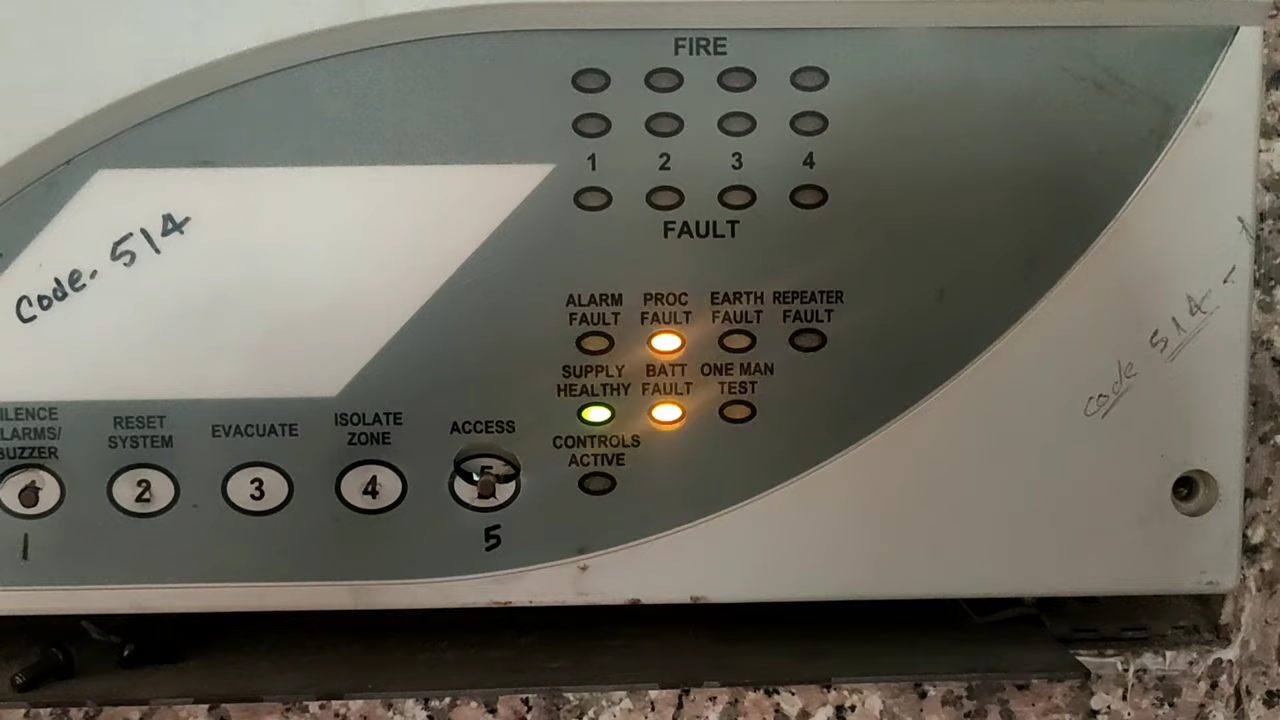 FIRE
1 2 3 4
FAULT
Code- 514
ALARM FAULT
PROC FAULT
EARTH FAULT
REPEATER FAULT
SUPPLY HEALTHY
BATT FAULT
ONE MAN TEST
CONTROLS ACTIVE
ILENCE
LARMS/
BUZZER
RESET
SYSTEM
EVACUATE
ISOLATE
ZONE
ACCESS
2
3
4
5
1
5
code 514